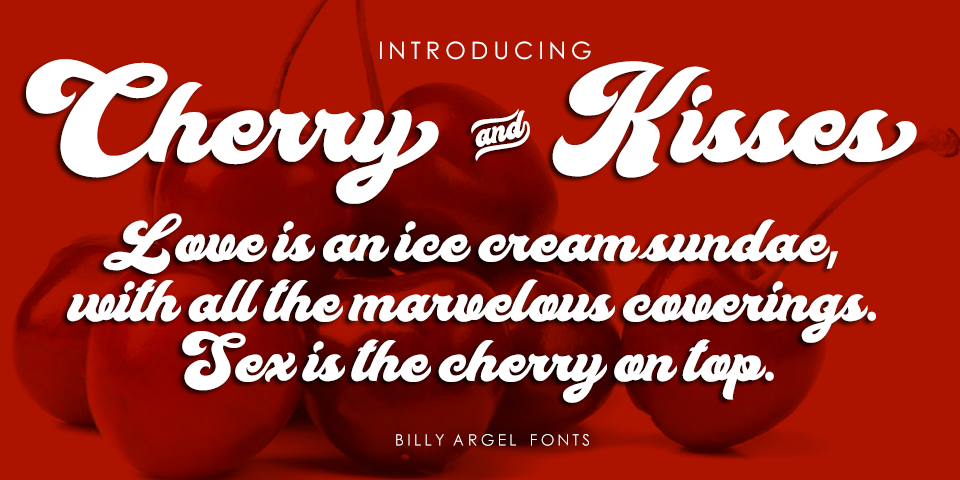 INTRODUCING
Cherry and Kisses
Love is an ice cream sundae,
with all the marvelous coverings.
Sex is the cherry on top.
BILLY ARGEL FONTS